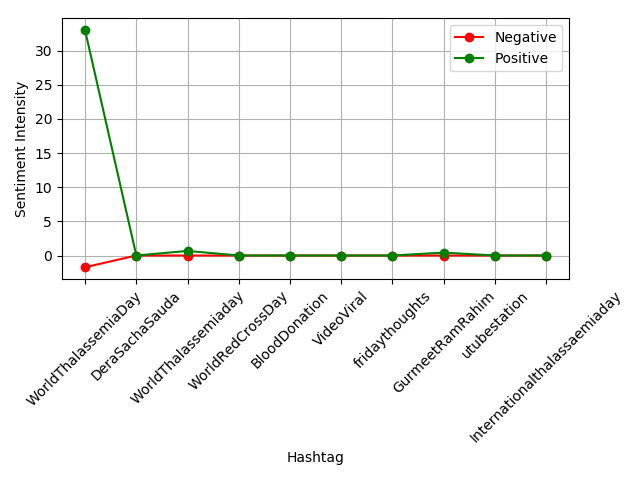 Negative
Positive
30
25
20
15
10
5
0
Sentiment Intensity
WorldThalassemiaDay
DeraSachaSauda
WorldThalassemiaday
WorldRedCrossDay
BloodDonation
VideoViral
fridaythoughts
GurmeetRamRahim
utubestation
Internationalthalassaemiaday
Hashtag